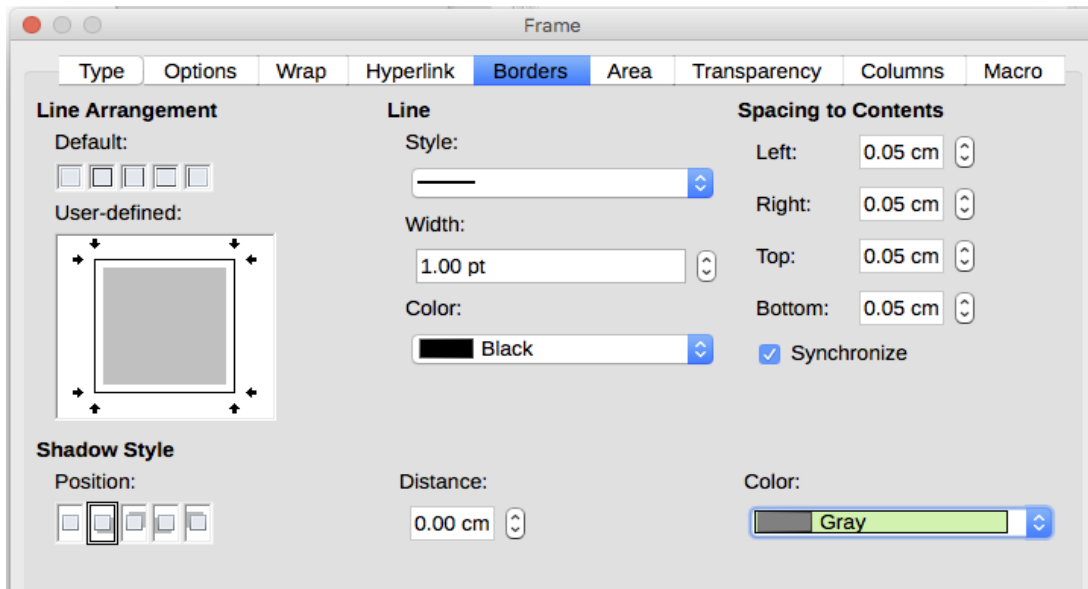 Frame
Type Options Wrap Hyperlink Borders Area Transparency Columns Macro
Line Arrangement
Default:
User-defined:
Line
Style:
Width:
1.00 pt
Color:
Black
Spacing to Contents
Left: 0.05 cm
Right: 0.05 cm
Top: 0.05 cm
Bottom: 0.05 cm
Synchronize
Shadow Style
Position:
Distance:
0.00 cm
Color:
Gray